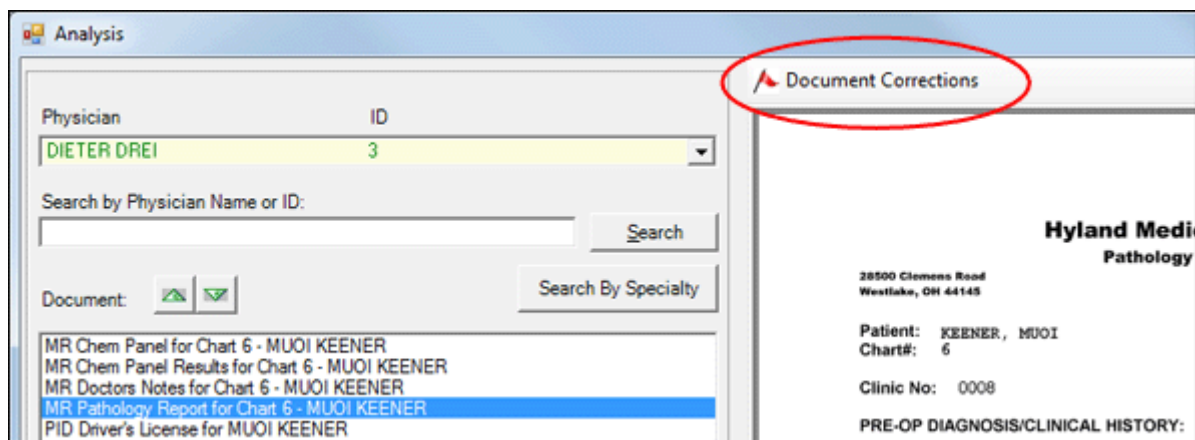 Analysis
Document Corrections
Physician ID
DIETER DREI 3
Search by Physician Name or ID:
Search
Search By Specialty
Document:
MR Chem Panel for Chart 6 - MUOI KEENER
MR Chem Panel Results for Chart 6 - MUOI KEENER
MR Doctors Notes for Chart 6 - MUOI KEENER
MR Pathology Report for Chart 6 - MUOI KEENER
PID Driver's License for MUOI KEENER
Hyland Medi
Pathology
28500 Clemens Road
Westlake, OH 44145
Patient: KEENER, MUOI
Chart#: 6
Clinic No: 0008
PRE-OP DIAGNOSIS/CLINICAL HISTORY: